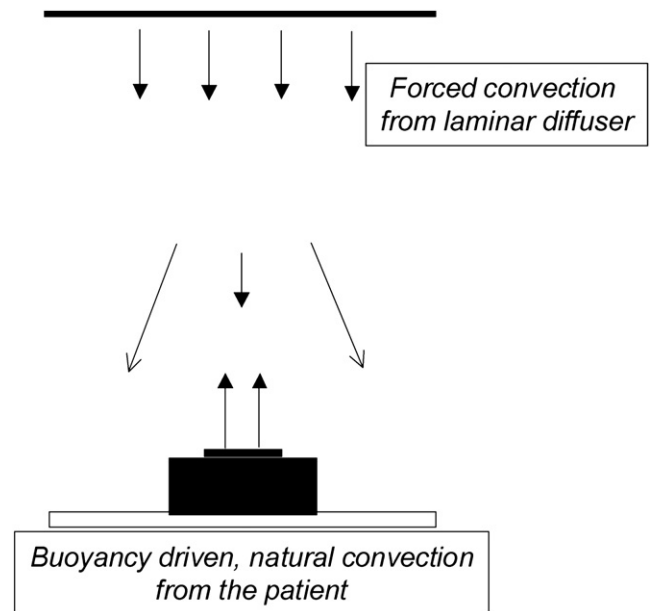 Forced convection
from laminar diffuser
Buoyancy driven, natural convection
from the patient